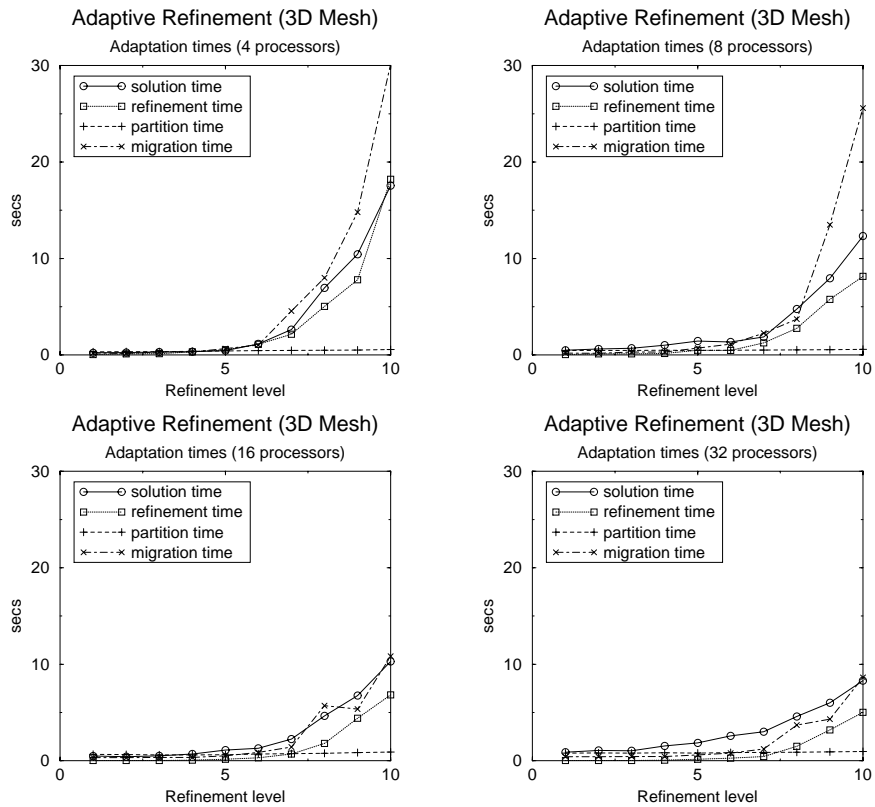 Adaptive Refinement (3D Mesh)
Adaptation times (4 processors)
30
20
10
0
secs
solution time
refinement time
partition time
migration time
0
5
10
Refinement level
Adaptive Refinement (3D Mesh)
Adaptation times (8 processors)
30
20
10
0
secs
solution time
refinement time
partition time
migration time
0
5
10
Refinement level
Adaptive Refinement (3D Mesh)
Adaptation times (16 processors)
30
20
10
0
secs
solution time
refinement time
partition time
migration time
0
5
10
Refinement level
Adaptive Refinement (3D Mesh)
Adaptation times (32 processors)
30
20
10
0
secs
solution time
refinement time
partition time
migration time
0
5
10
Refinement level